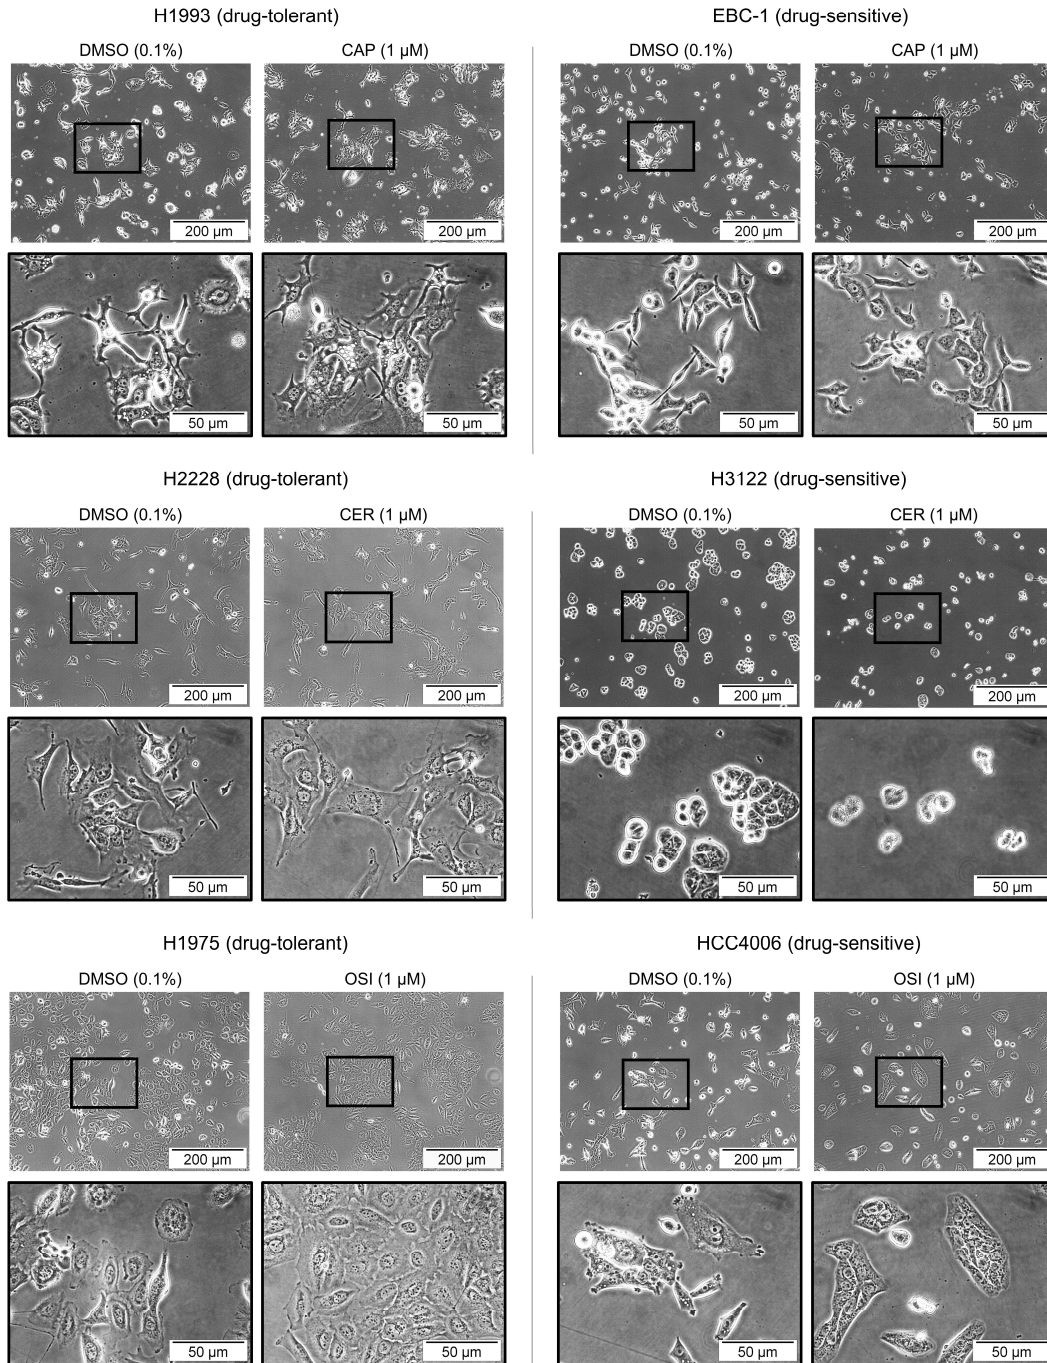 H1993 (drug-tolerant)
EBC-1 (drug-sensitive)
DMSO (0.1%)
CAP (1 µM)
DMSO (0.1%)
CAP (1 µM)
200 µm
200 µm
200 µm
200 µm
50 µm
50 µm
50 µm
50 µm
H2228 (drug-tolerant)
H3122 (drug-sensitive)
DMSO (0.1%)
CER (1 µM)
DMSO (0.1%)
CER (1 µM)
200 µm
200 µm
200 µm
200 µm
50 µm
50 µm
50 µm
50 µm
H1975 (drug-tolerant)
HCC4006 (drug-sensitive)
DMSO (0.1%)
OSI (1 µM)
DMSO (0.1%)
OSI (1 µM)
200 µm
200 µm
200 µm
200 µm
50 µm
50 µm
50 µm
50 µm